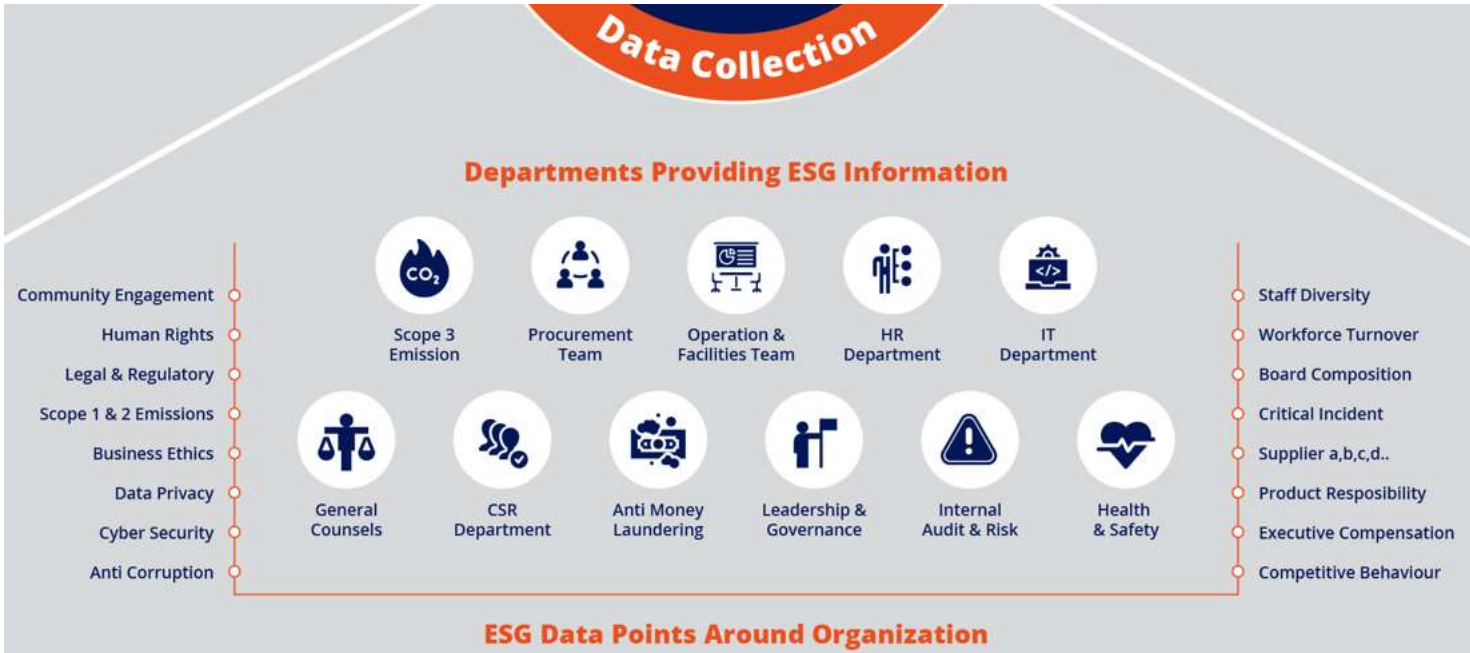 Data Collection
Departments Providing ESG Information
CO₂
</>
Scope 3
Emission
Procurement
Team
Operation &
Facilities Team
HR
Department
IT
Department
General
Counsels
CSR
Department
Anti Money
Laundering
Leadership &
Governance
Internal
Audit & Risk
Health
& Safety
Community Engagement
Human Rights
Legal & Regulatory
Scope 1 & 2 Emissions
Business Ethics
Data Privacy
Cyber Security
Anti Corruption
Staff Diversity
Workforce Turnover
Board Composition
Critical Incident
Supplier a,b,c,d..
Product Resposibility
Executive Compensation
Competitive Behaviour
ESG Data Points Around Organization